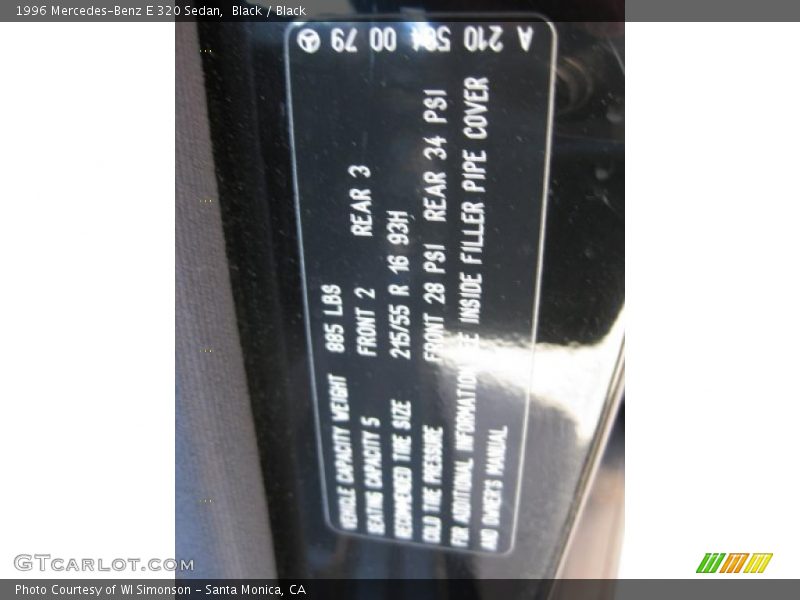 1996 Mercedes-Benz E 320 Sedan, Black / Black
A 210 584 00 79
VEHICLE CAPACITY WEIGHT 885 LBS
SEATING CAPACITY 5 FRONT 2 REAR 3
RECOMMENDED TIRE SIZE 215/55 R 16 93H
COLD TIRE PRESSURE FRONT 28 PSI REAR 34 PSI
FOR ADDITIONAL INFORMATION SEE INSIDE FILLER PIPE COVER
AND OWNER'S MANUAL
GTcarlot.com
Photo Courtesy of WI Simonson - Santa Monica, CA